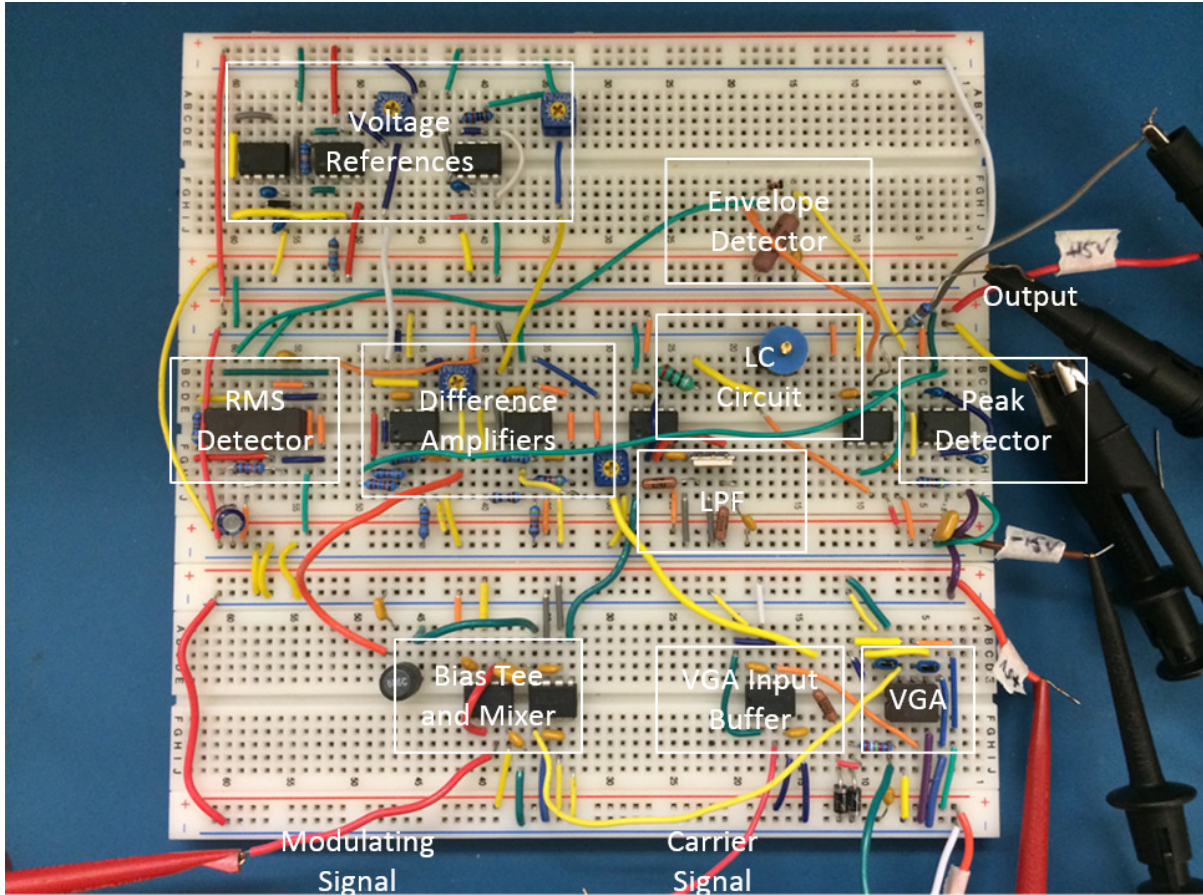 Voltage
References
Envelope
Detector
+15V
Output
RMS
Detector
Difference
Amplifiers
LC
Circuit
Peak
Detector
LPF
-15V
Bias Tee
and Mixer
VGA Input
Buffer
VGA
Modulating
Signal
Carrier
Signal